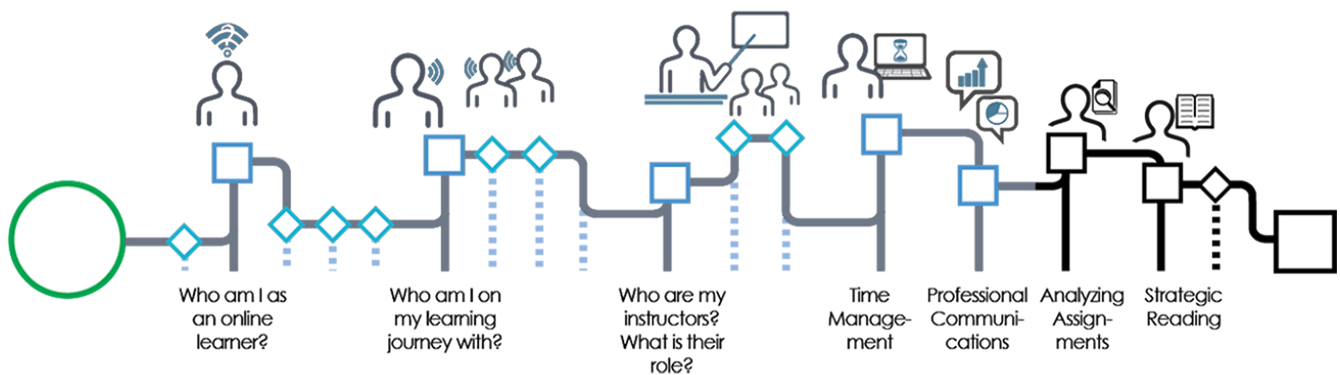 ?
Who am I as
an online
learner?
Who am I on
my learning
journey with?
Who are my
instructors?
What is their
role?
Time
Manage-
ment
Professional
Communi-
cations
Analyzing
Assign-
ments
Strategic
Reading